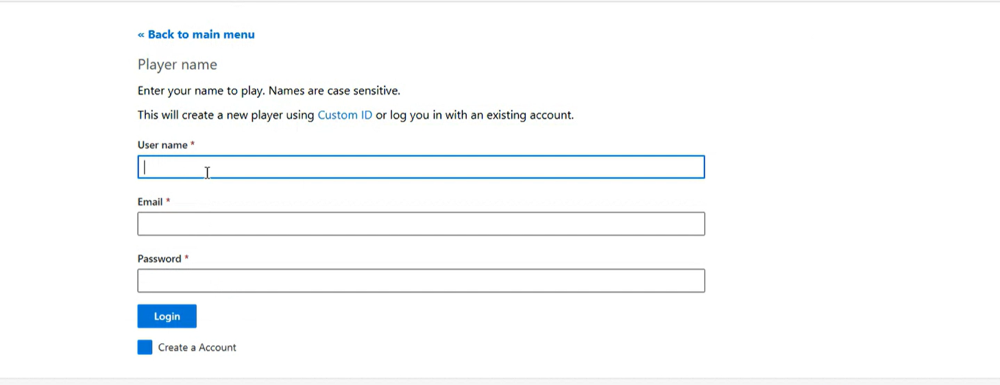 « Back to main menu
Player name
Enter your name to play. Names are case sensitive.
This will create a new player using Custom ID or log you in with an existing account.
User name *
Email *
Password *
Login
Create a Account